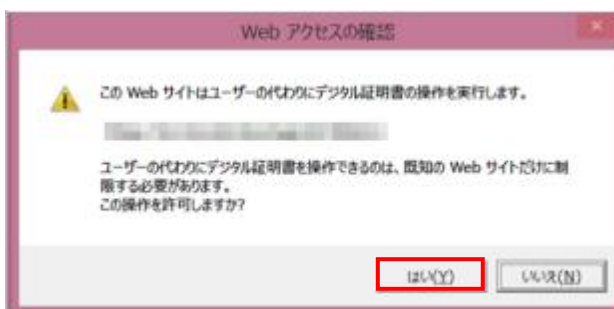 Web アクセスの確認
この Web サイトはユーザーの代わりにデジタル証明書の操作を実行します。
ユーザーの代わりにデジタル証明書を操作できるのは、既知の Web サイトだけに制
限する必要があります。
この操作を許可しますか?
はい(Y) いいえ(N)